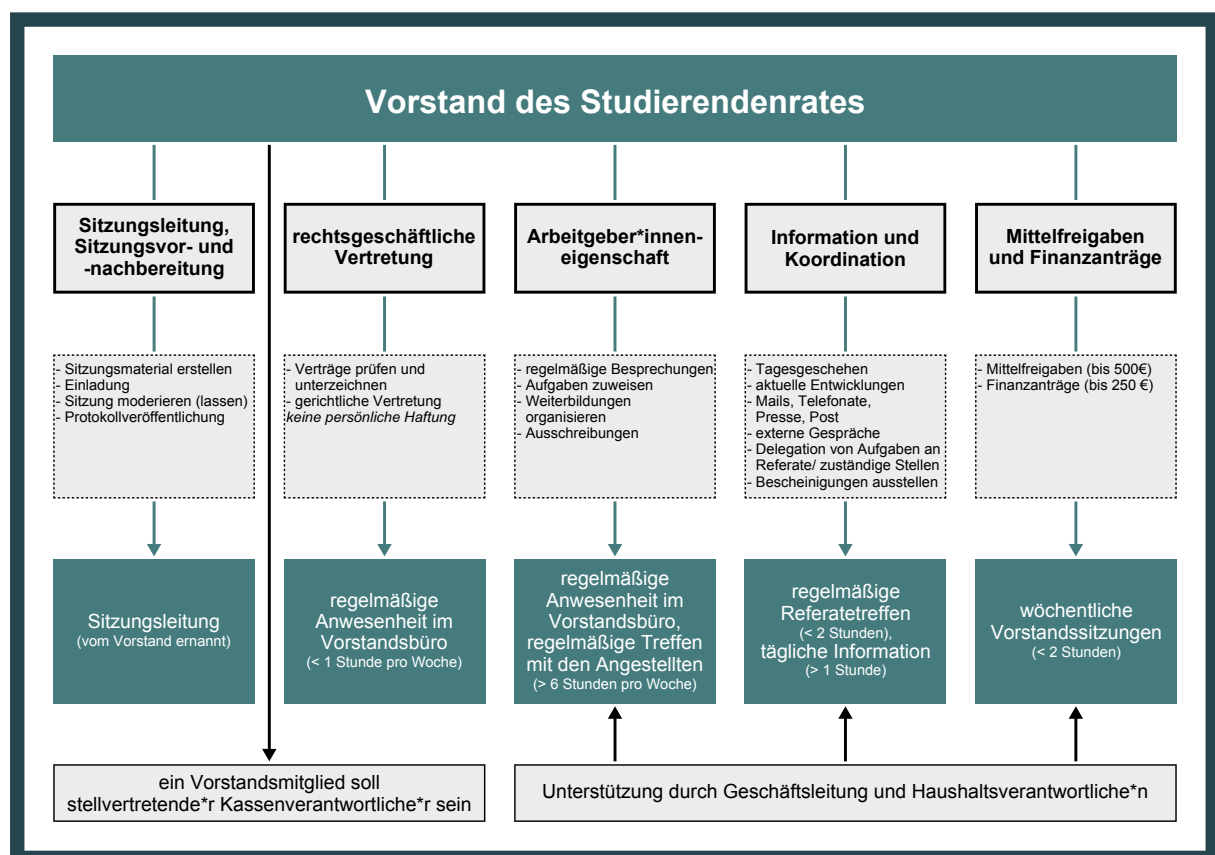 Vorstand des Studierendenrates
Sitzungsleitung,
Sitzungsvor- und
-nachbereitung
rechtsgeschäftliche
Vertretung
Arbeitgeber*innen-
eigenschaft
Information und
Koordination
Mittelfreigaben
und Finanzanträge
- Sitzungsmaterial erstellen
- Einladung
- Sitzung moderieren (lassen)
- Protokollveröffentlichung
- Verträge prüfen und
unterzeichnen
- gerichtliche Vertretung
keine persönliche Haftung
- regelmäßige Besprechungen
- Aufgaben zuweisen
- Weiterbildungen
organisieren
- Ausschreibungen
- Tagesgeschehen
- aktuelle Entwicklungen
- Mails, Telefonate,
Presse, Post
- externe Gespräche
- Delegation von Aufgaben an
Referate/ zuständige Stellen
- Bescheinigungen ausstellen
- Mittelfreigaben (bis 500€)
- Finanzanträge (bis 250 €)
Sitzungsleitung
(vom Vorstand ernannt)
regelmäßige
Anwesenheit im
Vorstandsbüro
(< 1 Stunde pro Woche)
regelmäßige
Anwesenheit im
Vorstandsbüro,
regelmäßige Treffen
mit den Angestellten
(> 6 Stunden pro Woche)
regelmäßige
Referatetreffen
(< 2 Stunden),
tägliche Information
(> 1 Stunde)
wöchentliche
Vorstandssitzungen
(< 2 Stunden)
ein Vorstandsmitglied soll
stellvertretende*r Kassenverantwortliche*r sein
Unterstützung durch Geschäftsleitung und Haushaltsverantwortliche*n